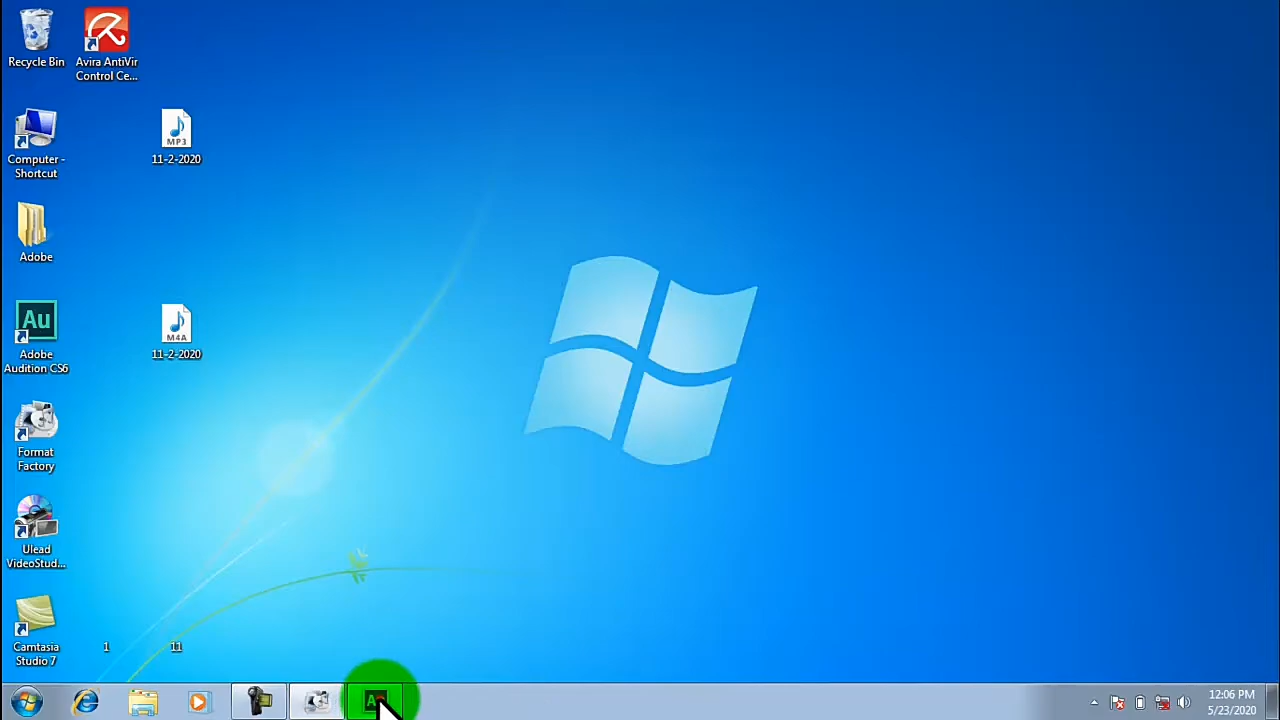 Recycle Bin
Avira AntiVir
Control Ce...
Computer -
Shortcut
MP3
11-2-2020
Adobe
Au
Adobe
Audition CS6
M4A
11-2-2020
Format
Factory
Ulead
VideoStud...
Camtasia
Studio 7
1
11
12:06 PM
5/23/2020